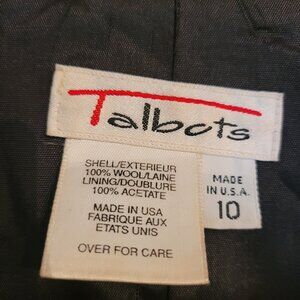 Talbots
SHELL/EXTERIEUR
100% WOOL/LAINE
LINING/DOUBLURE
100% ACETATE
MADE IN USA
FABRIQUE AUX
ETATS UNIS
OVER FOR CARE
MADE
IN U.S.A.
10